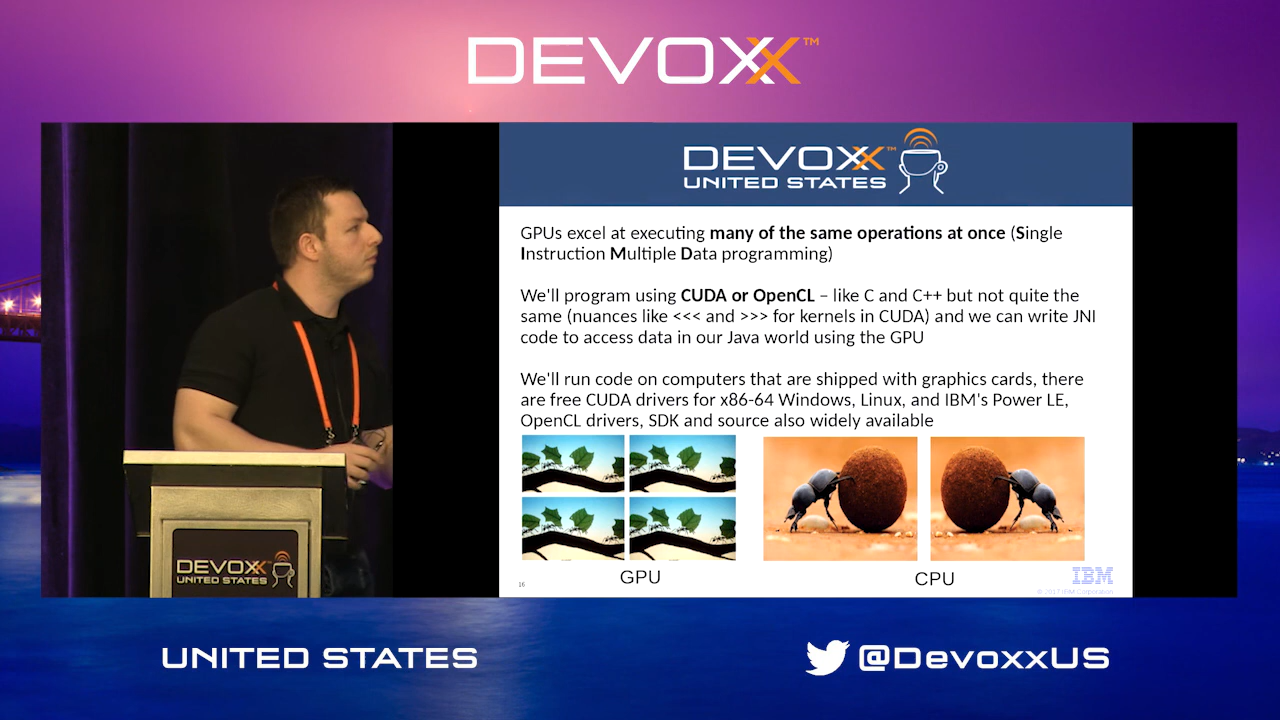 DEVOXX™
DEVOXX™
UNITED STATES
GPUs excel at executing many of the same operations at once (Single
Instruction Multiple Data programming)
We'll program using CUDA or OpenCL – like C and C++ but not quite the
same (nuances like <<< and >>> for kernels in CUDA) and we can write JNI
code to access data in our Java world using the GPU
We'll run code on computers that are shipped with graphics cards, there
are free CUDA drivers for x86-64 Windows, Linux, and IBM's Power LE,
OpenCL drivers, SDK and source also widely available
GPU
CPU
16
IBM
© 2017 IBM Corporation
DEVOXX
UNITED STATES
UNITED STATES
@DevoxxUS